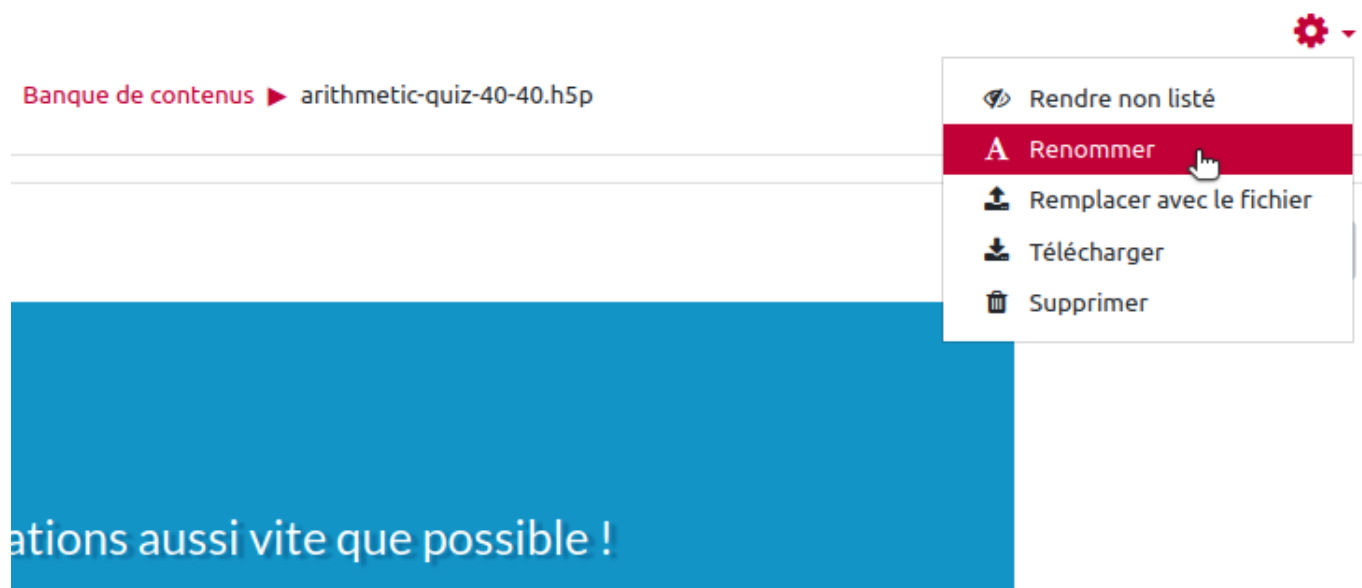 Banque de contenus ▶ arithmetic-quiz-40-40.h5p
Rendre non listé
Renommer
Remplacer avec le fichier
Télécharger
Supprimer
ations aussi vite que possible !